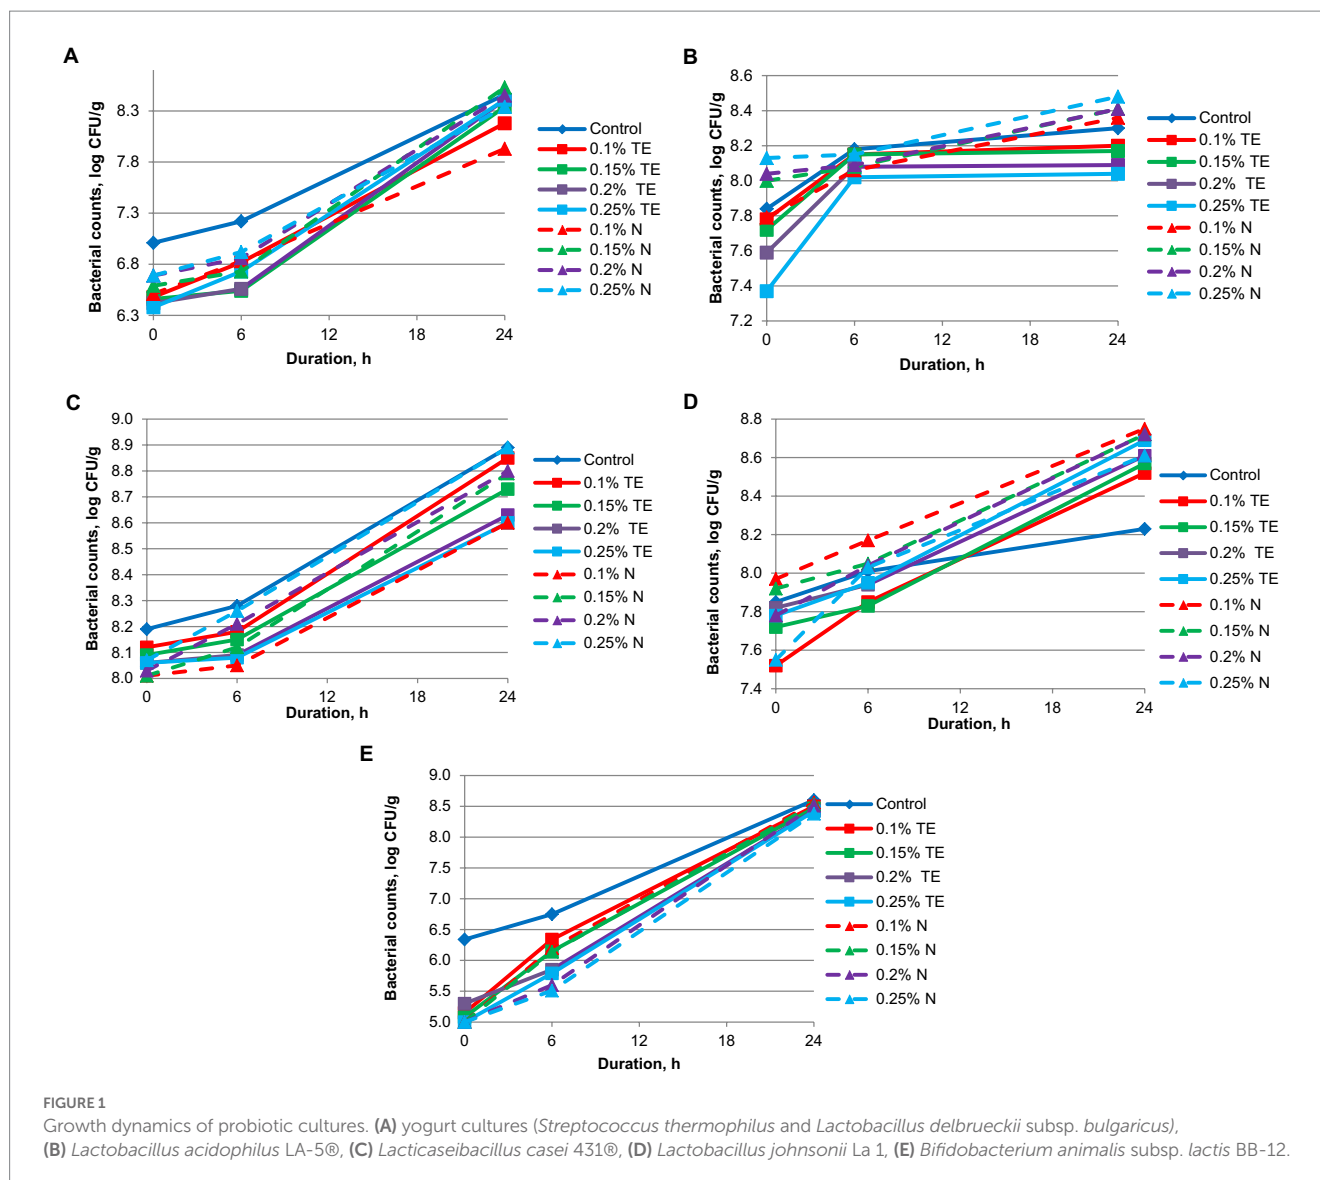 A
Bacterial counts, log CFU/g
8.3
7.8
7.3
6.8
6.3
0
6
12
18
24
Duration, h
Control
0.1% TE
0.15% TE
0.2% TE
0.25% TE
0.1% N
0.15% N
0.2% N
0.25% N
B
Bacterial counts, log CFU/g
8.6
8.4
8.2
8.0
7.8
7.6
7.4
7.2
0
6
12
18
24
Duration, h
Control
0.1% TE
0.15% TE
0.2% TE
0.25% TE
0.1% N
0.15% N
0.2% N
0.25% N
C
Bacterial counts, log CFU/g
9.0
8.9
8.8
8.7
8.6
8.5
8.4
8.3
8.2
8.1
8.0
0
6
12
18
24
Duration, h
Control
0.1% TE
0.15% TE
0.2% TE
0.25% TE
0.1% N
0.15% N
0.2% N
0.25% N
D
Bacterial counts, log CFU/g
8.8
8.6
8.4
8.2
8.0
7.8
7.6
7.4
0
6
12
18
24
Duration, h
Control
0.1% TE
0.15% TE
0.2% TE
0.25% TE
0.1% N
0.15% N
0.2% N
0.25% N
E
Bacterial counts, log CFU/g
9.0
8.5
8.0
7.5
7.0
6.5
6.0
5.5
5.0
0
6
12
18
24
Duration, h
Control
0.1% TE
0.15% TE
0.2% TE
0.25% TE
0.1% N
0.15% N
0.2% N
0.25% N
FIGURE 1
Growth dynamics of probiotic cultures. (A) yogurt cultures (Streptococcus thermophilus and Lactobacillus delbrueckii subsp. bulgaricus),
(B) Lactobacillus acidophilus LA-5®, (C) Lacticaseibacillus casei 431®, (D) Lactobacillus johnsonii La 1, (E) Bifidobacterium animalis subsp. lactis BB-12.